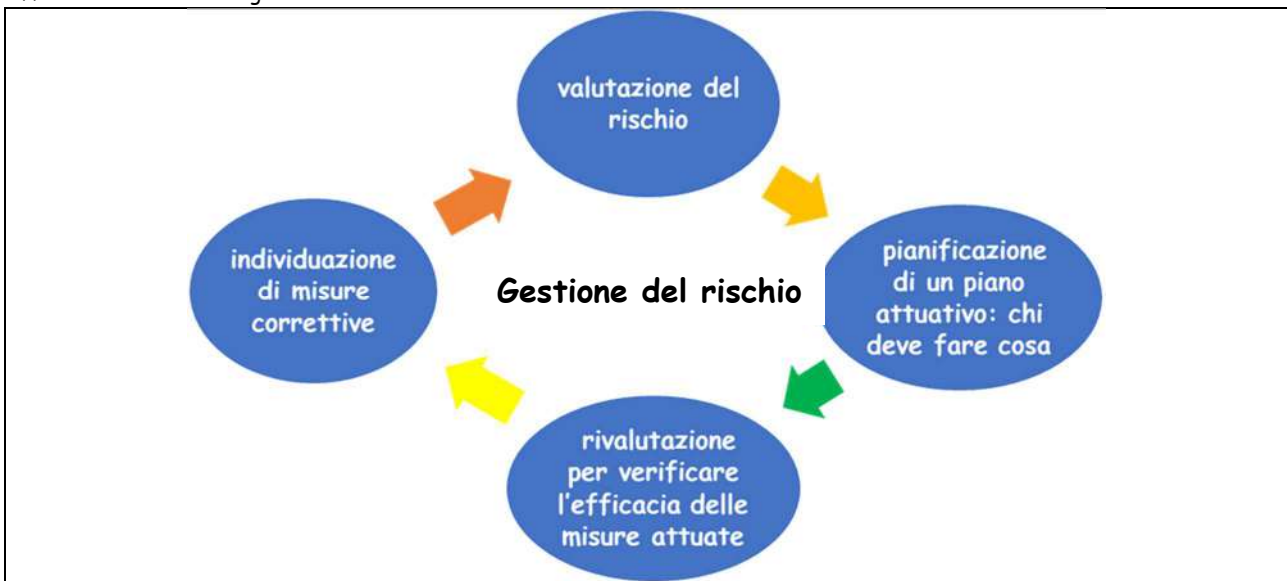 valutazione del
rischio
individuazione
di misure
correttive
Gestione del rischio
pianificazione
di un piano
attuativo: chi
deve fare cosa
rivalutazione
per verificare
l'efficacia delle
misure attuate